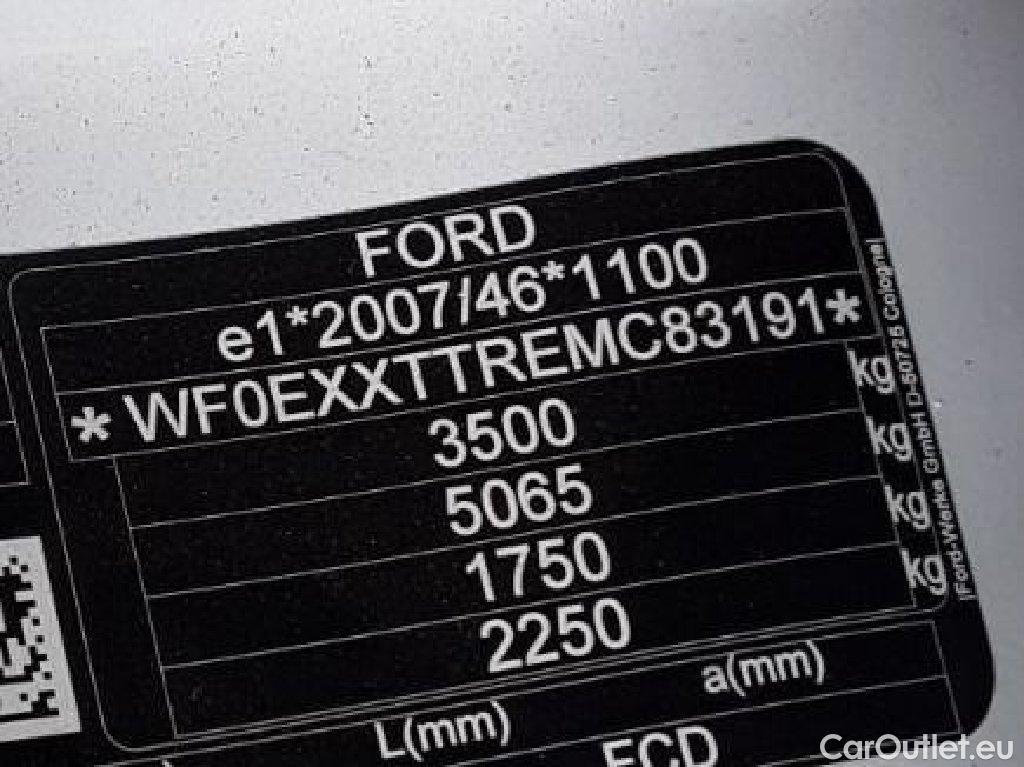 FORD
e1*2007/46*1100
*WF0EXXTTREMC83191*
3500 kg
5065 kg
1750 kg
2250 kg
a(mm)
L(mm)
Ford-Werke GmbH D-50725 Cologne
CarOutlet.eu